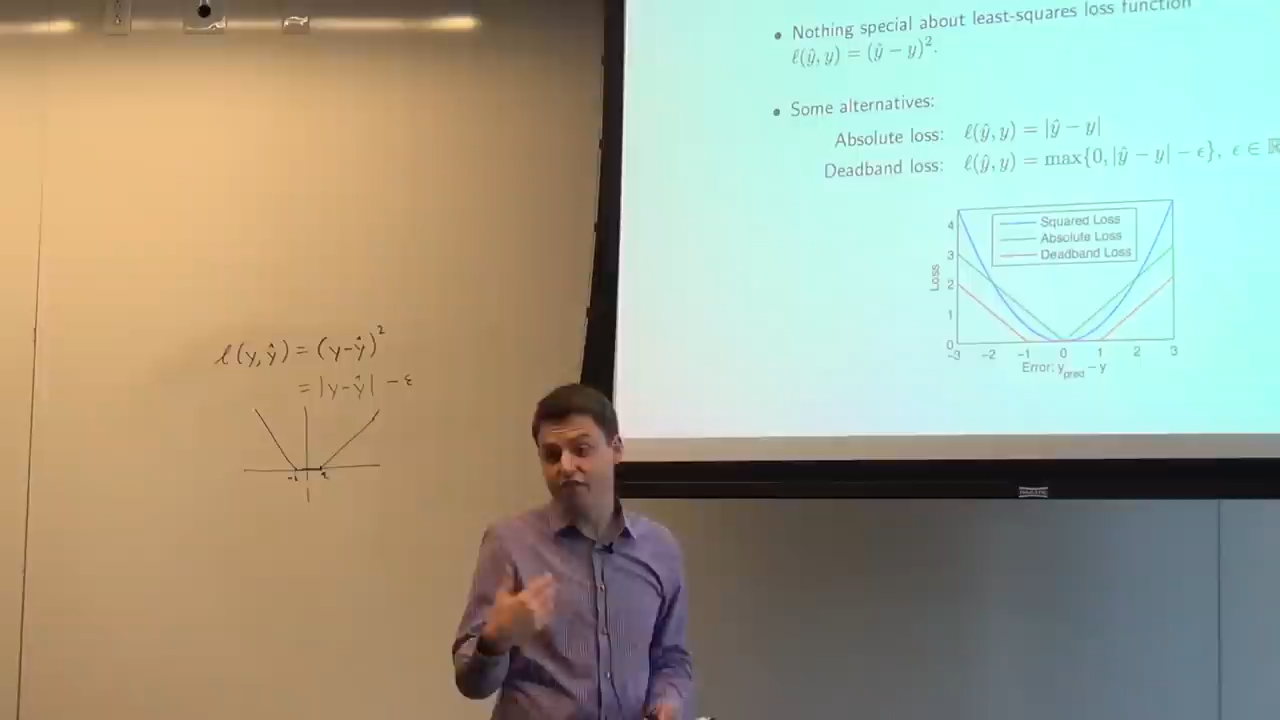 • Nothing special about least-squares loss function
ℓ(ŷ, y) = (ŷ − y)².
• Some alternatives:
Absolute loss: ℓ(ŷ, y) = |ŷ − y|
Deadband loss: ℓ(ŷ, y) = max{0, |ŷ − y| − ϵ}, ϵ ∈ ℝ
Squared Loss
Absolute Loss
Deadband Loss
4
3
2
1
0
Loss
−3 −2 −1 0 1 2 3
Error: y_pred − y
ℓ(y, ŷ) = (y-ŷ)²
= |y-ŷ| - ε